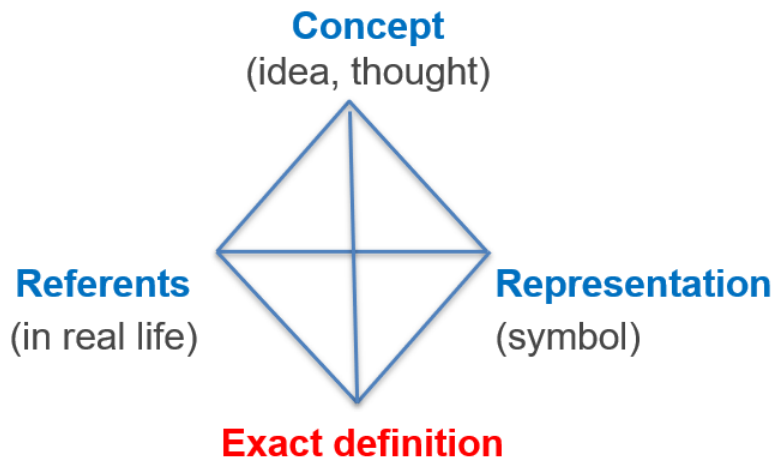 Concept
(idea, thought)
Referents
(in real life)
Representation
(symbol)
Exact definition